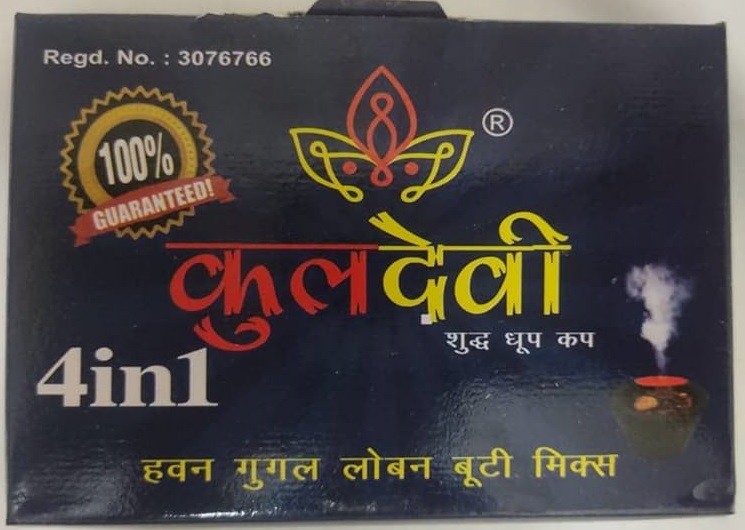 Regd. No. : 3076766
100%
GUARANTEED!
®
कुलदेवी
शुद्ध धूप कप
4in1
हवन गुगल लोबन बूटी मिक्स